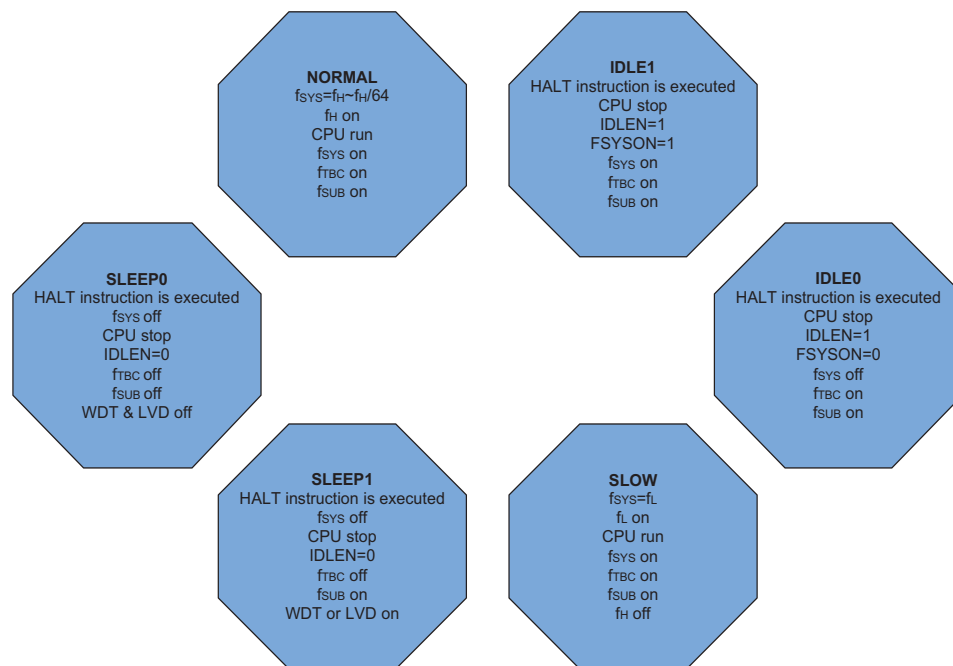 NORMAL
fSYS=fH~fH/64
fH on
CPU run
fSYS on
fTBC on
fSUB on
IDLE1
HALT instruction is executed
CPU stop
IDLEN=1
FSYSON=1
fSYS on
fTBC on
fSUB on
SLEEP0
HALT instruction is executed
fSYS off
CPU stop
IDLEN=0
fTBC off
fSUB off
WDT & LVD off
IDLE0
HALT instruction is executed
CPU stop
IDLEN=1
FSYSON=0
fSYS off
fTBC on
fSUB on
SLEEP1
HALT instruction is executed
fSYS off
CPU stop
IDLEN=0
fTBC off
fSUB on
WDT or LVD on
SLOW
fSYS=fL
fL on
CPU run
fSYS on
fTBC on
fSUB on
fH off